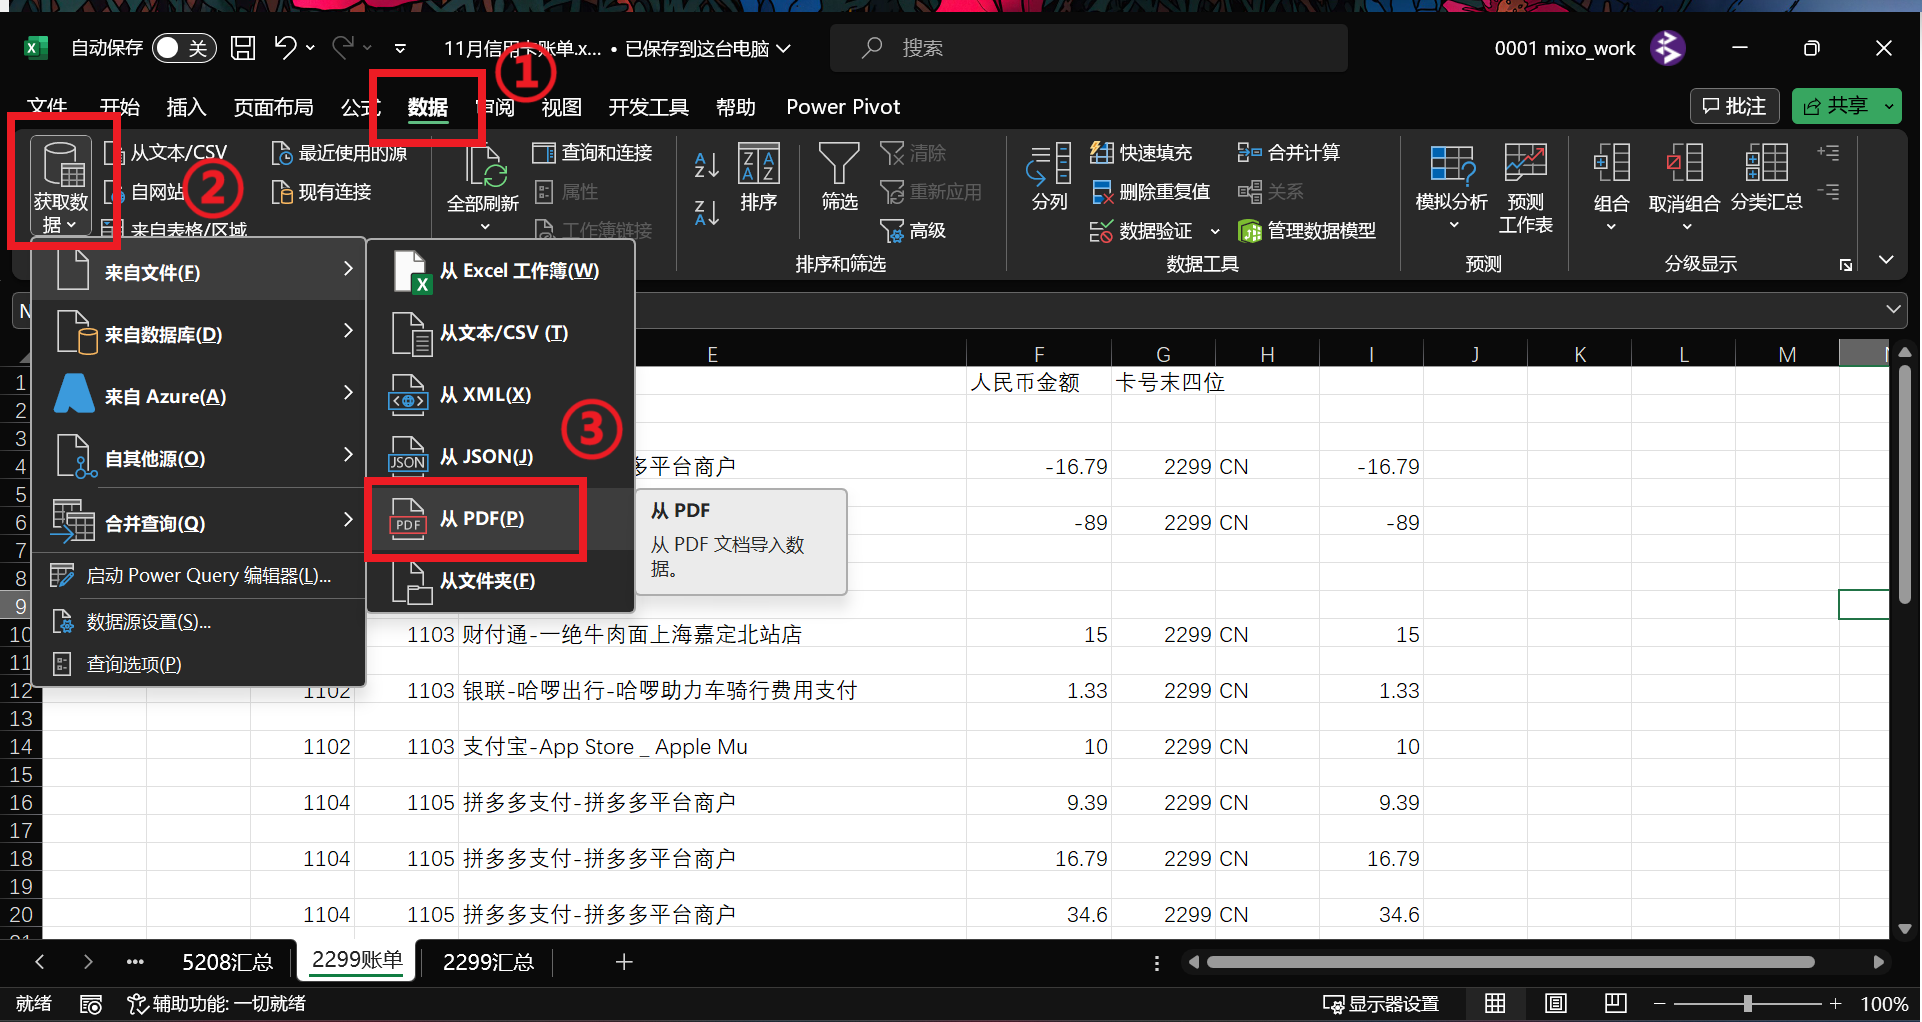 自动保存 关 11月信用卡账单.x... • 已保存到这台电脑 搜索 0001 mixo_work
①
文件 开始 插入 页面布局 公式 数据 审阅 视图 开发工具 帮助 Power Pivot 批注 共享
获取数据
从文本/CSV
自网站
来自表格/区域
②
最近使用的源
现有连接
全部刷新
查询和连接
属性
工作簿链接
排序
筛选
清除
重新应用
高级
排序和筛选
分列
快速填充
删除重复值
数据验证
合并计算
关系
管理数据模型
数据工具
模拟分析
预测
工作表
预测
组合
取消组合
分类汇总
分级显示
来自文件(F)
来自数据库(D)
来自 Azure(A)
自其他源(O)
合并查询(Q)
启动 Power Query 编辑器(L)...
数据源设置(S)...
查询选项(P)
从 Excel 工作簿(W)
从文本/CSV (T)
从 XML(X)
③
JSON 从 JSON(J)
PDF 从 PDF(P)
从文件夹(F)
从 PDF
从 PDF 文档导入数
据。
E F G H I J K L M
1 人民币金额 卡号末四位
2
3
4 多平台商户 -16.79 2299 CN -16.79
5
6 -89 2299 CN -89
7
8
9
10 1103 财付通-一绝牛肉面上海嘉定北站店 15 2299 CN 15
11
12 1102 1103 银联-哈啰出行-哈啰助力车骑行费用支付 1.33 2299 CN 1.33
13
14 1102 1103 支付宝-App Store _ Apple Mu 10 2299 CN 10
15
16 1104 1105 拼多多支付-拼多多平台商户 9.39 2299 CN 9.39
17
18 1104 1105 拼多多支付-拼多多平台商户 16.79 2299 CN 16.79
19
20 1104 1105 拼多多支付-拼多多平台商户 34.6 2299 CN 34.6
5208汇总 2299账单 2299汇总
就绪 辅助功能: 一切就绪 显示器设置 100%